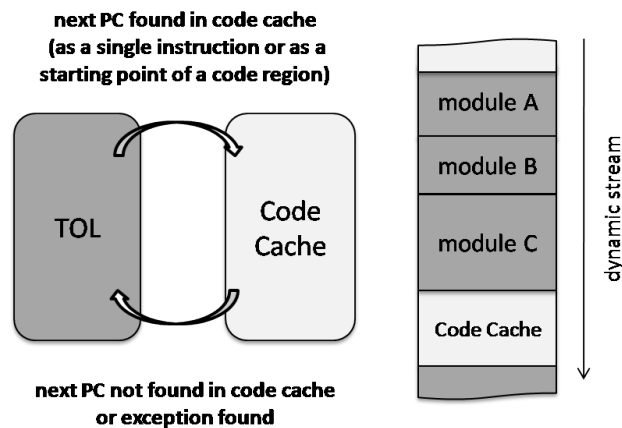 next PC found in code cache
(as a single instruction or as a
starting point of a code region)
TOL
Code
Cache
next PC not found in code cache
or exception found
module A
module B
module C
Code Cache
dynamic stream